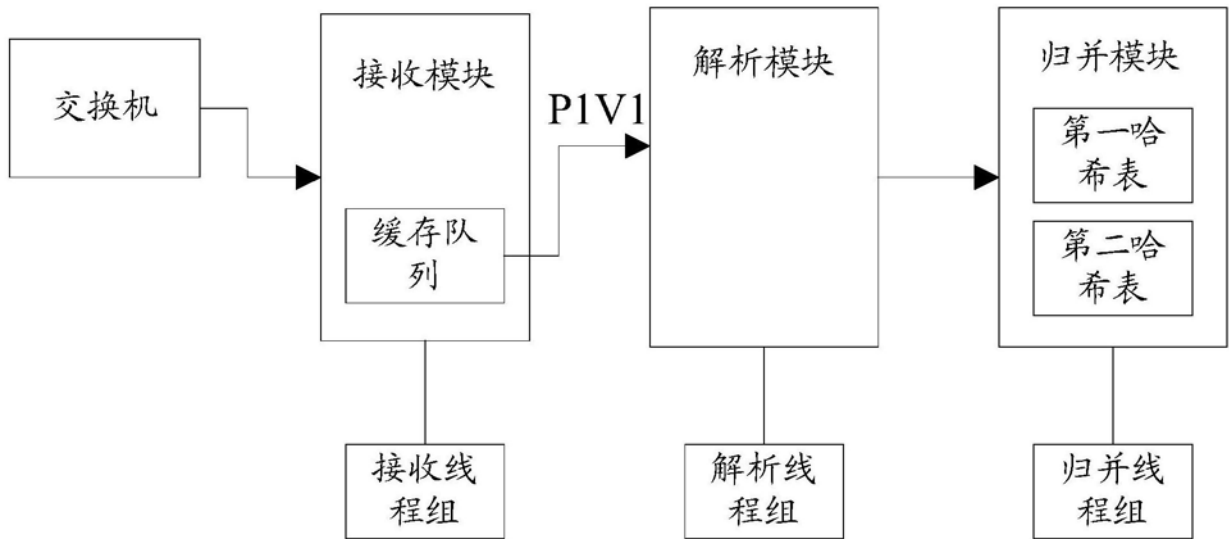 交换机
接收模块
缓存队
列
P1V1
解析模块
归并模块
第一哈
希表
第二哈
希表
接收线
程组
解析线
程组
归并线
程组